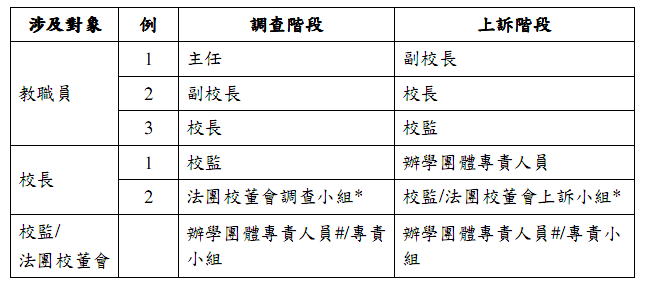 涉及對象 例 調查階段 上訴階段
教職員 1 主任 副校長
2 副校長 校長
3 校長 校監
校長 1 校監 辦學團體專責人員
2 法團校董會調查小組* 校監/法團校董會上訴小組*
校監/
法團校董會
辦學團體專責人員#/專責
小組
辦學團體專責人員#/專責小
組